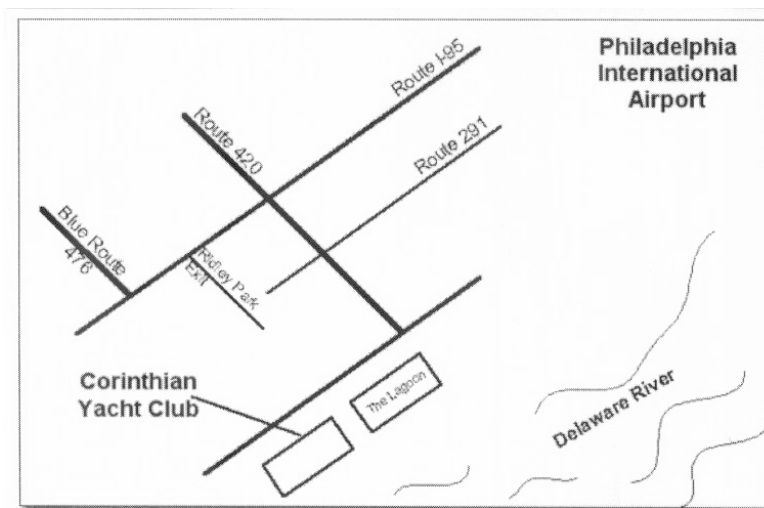 Philadelphia
International
Airport
Route I-95
Route 420
Route 291
Blue Route
476
Ridley Park
Exit
Corinthian
Yacht Club
The Lagoon
Delaware River